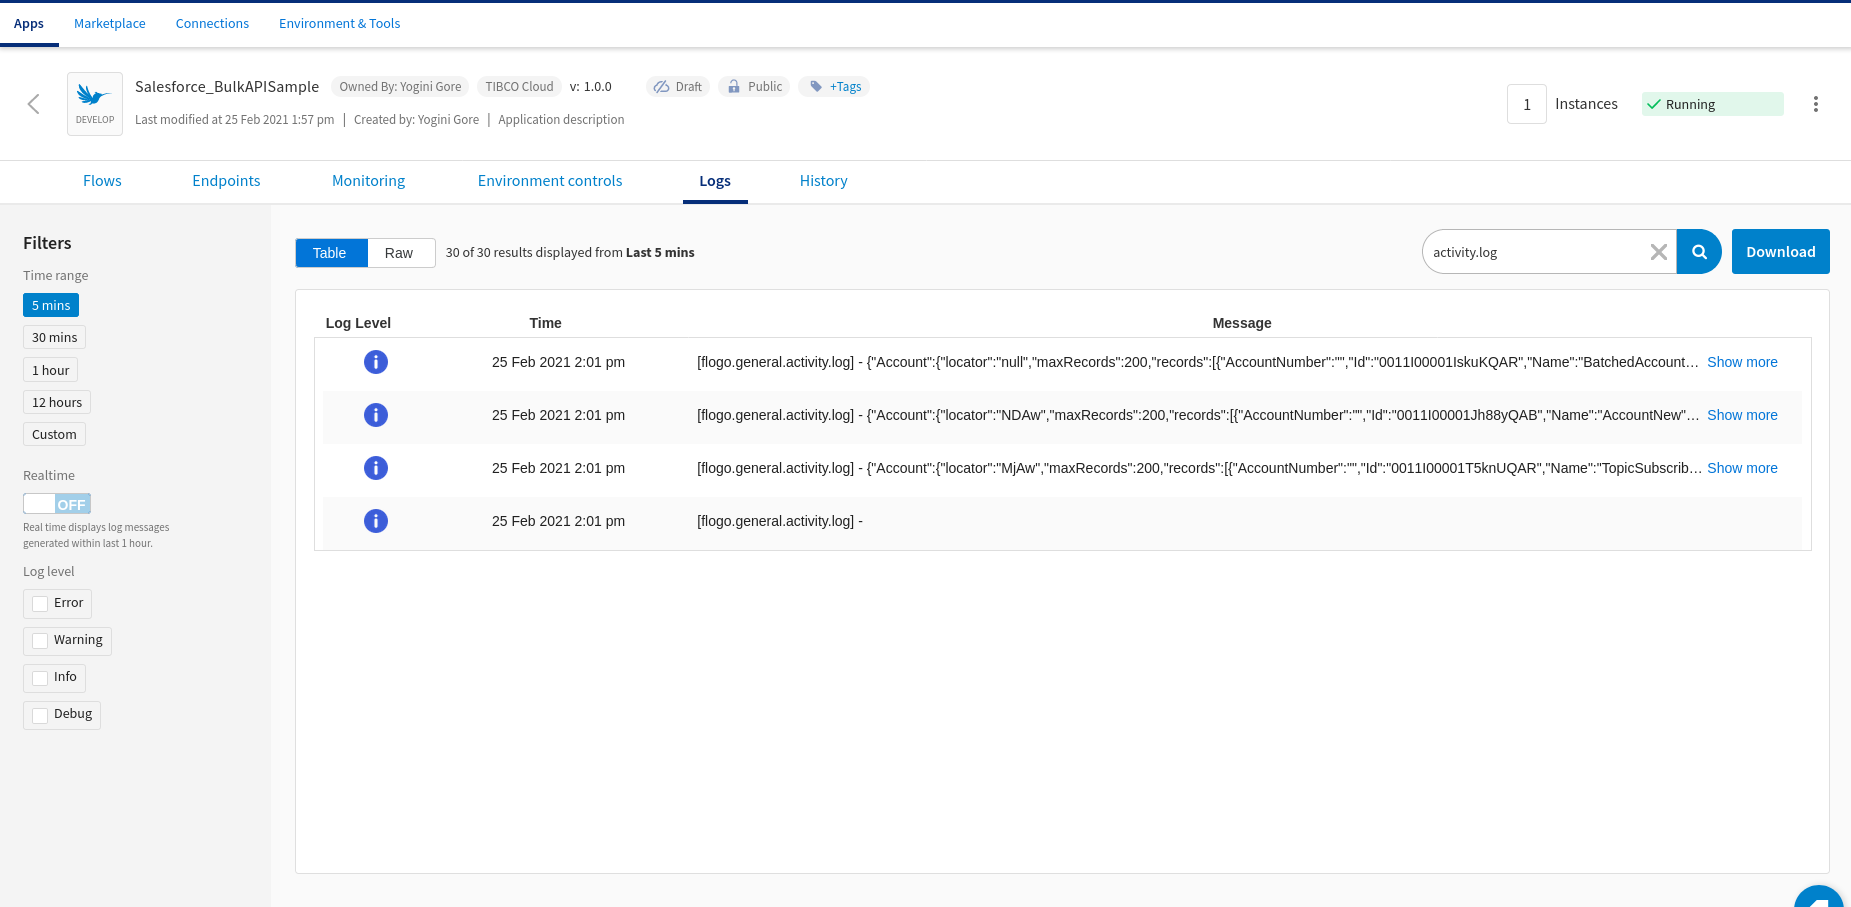 Apps Marketplace Connections Environment & Tools
Salesforce_BulkAPISample Owned By: Yogini Gore TIBCO Cloud v: 1.0.0 Draft Public +Tags
DEVELOP Last modified at 25 Feb 2021 1:57 pm | Created by: Yogini Gore | Application description
1 Instances Running
Flows Endpoints Monitoring Environment controls Logs History
Filters
Time range
5 mins
30 mins
1 hour
12 hours
Custom
Realtime
OFF
Real time displays log messages
generated within last 1 hour.
Log level
Error
Warning
Info
Debug
Table Raw 30 of 30 results displayed from Last 5 mins activity.log Download
Log Level Time Message
25 Feb 2021 2:01 pm [flogo.general.activity.log] - {"Account":{"locator":"null","maxRecords":200,"records":[{"AccountNumber":"","Id":"0011I00001IskuKQAR","Name":"BatchedAccount... Show more
25 Feb 2021 2:01 pm [flogo.general.activity.log] - {"Account":{"locator":"NDAw","maxRecords":200,"records":[{"AccountNumber":"","Id":"0011I00001Jh88yQAB","Name":"AccountNew"... Show more
25 Feb 2021 2:01 pm [flogo.general.activity.log] - {"Account":{"locator":"MjAw","maxRecords":200,"records":[{"AccountNumber":"","Id":"0011I00001T5knUQAR","Name":"TopicSubscrib... Show more
25 Feb 2021 2:01 pm [flogo.general.activity.log] -